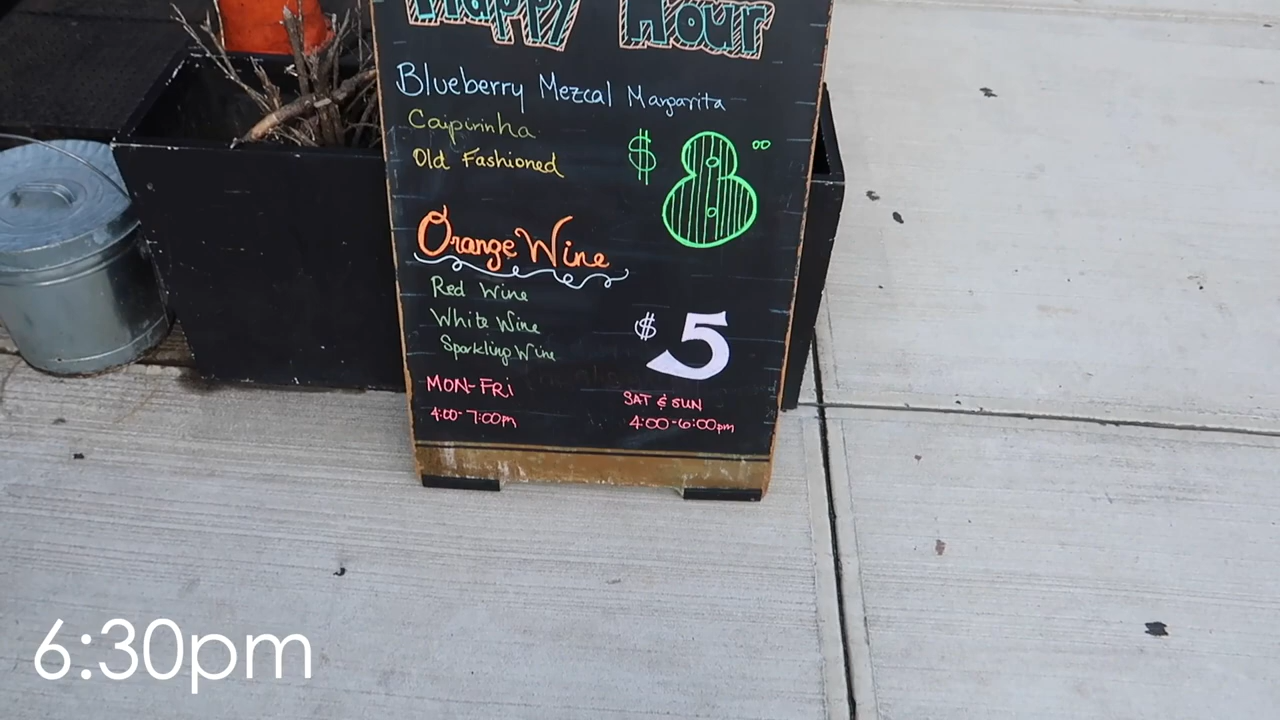 Happy Hour
Blueberry Mezcal Margarita
Caipirinha
Old Fashioned
$8.00
Orange Wine
Red Wine
White Wine
Sparkling Wine
$5
MON-FRI
4:00-7:00pm
SAT & SUN
4:00-6:00pm
6:30pm